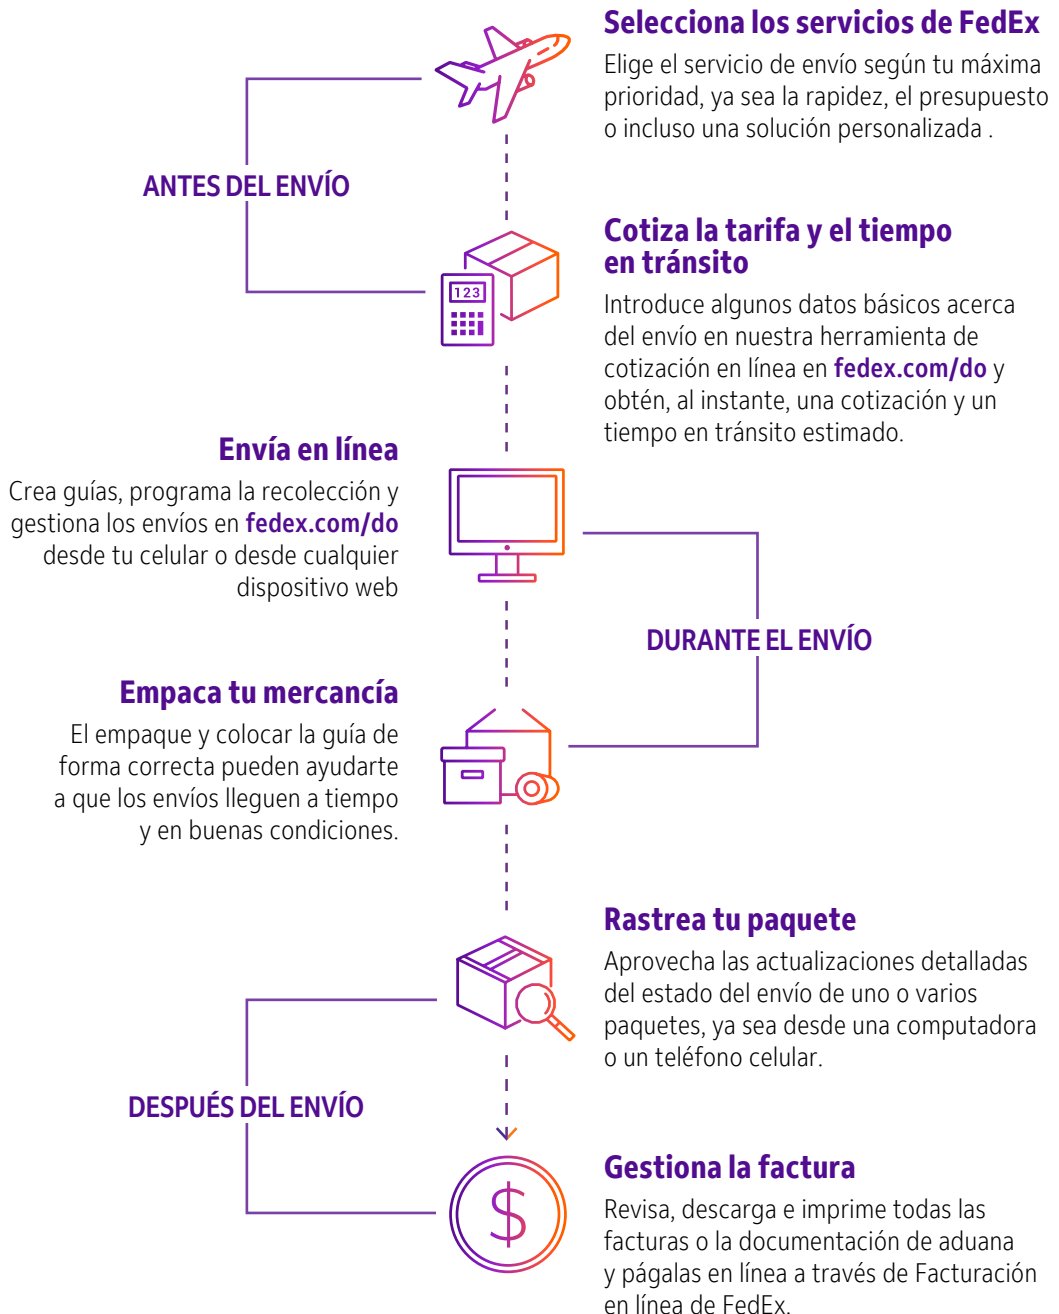 Selecciona los servicios de FedEx
Elige el servicio de envío según tu máxima
prioridad, ya sea la rapidez, el presupuesto
o incluso una solución personalizada .
ANTES DEL ENVÍO
Cotiza la tarifa y el tiempo
en tránsito
123
Introduce algunos datos básicos acerca
del envío en nuestra herramienta de
cotización en línea en fedex.com/do y
obtén, al instante, una cotización y un
tiempo en tránsito estimado.
Envía en línea
Crea guías, programa la recolección y
gestiona los envíos en fedex.com/do
desde tu celular o desde cualquier
dispositivo web
DURANTE EL ENVÍO
Empaca tu mercancía
El empaque y colocar la guía de
forma correcta pueden ayudarte
a que los envíos lleguen a tiempo
y en buenas condiciones.
Rastrea tu paquete
Aprovecha las actualizaciones detalladas
del estado del envío de uno o varios
paquetes, ya sea desde una computadora
o un teléfono celular.
DESPUÉS DEL ENVÍO
$
Gestiona la factura
Revisa, descarga e imprime todas las
facturas o la documentación de aduana
y págalas en línea a través de Facturación
en línea de FedEx.